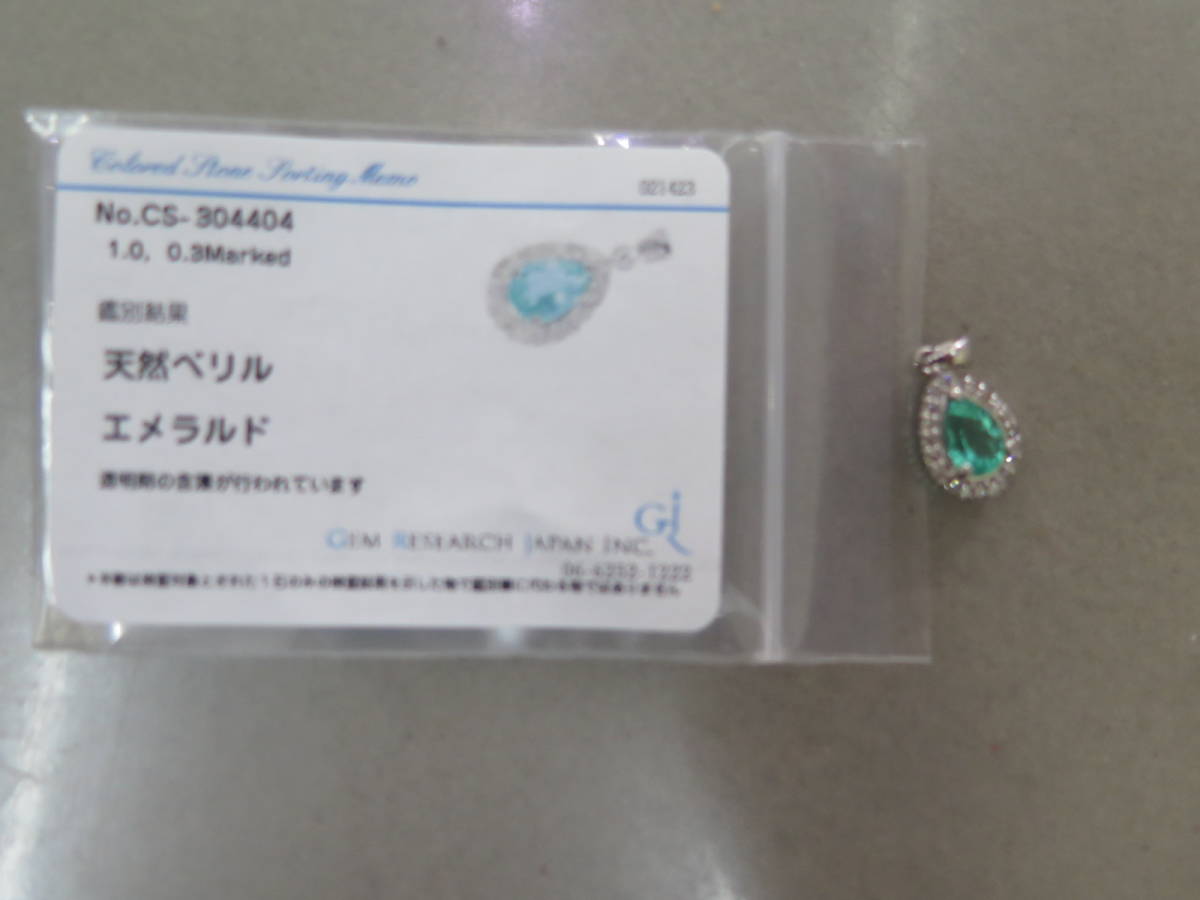 Colored Stone Sorting Memo
021423
No.CS-304404
1.0, 0.3Marked
鑑別結果
天然ベリル
エメラルド
透明剤の含浸が行われています
GEM RESEARCH JAPAN INC.
06-6252-1222